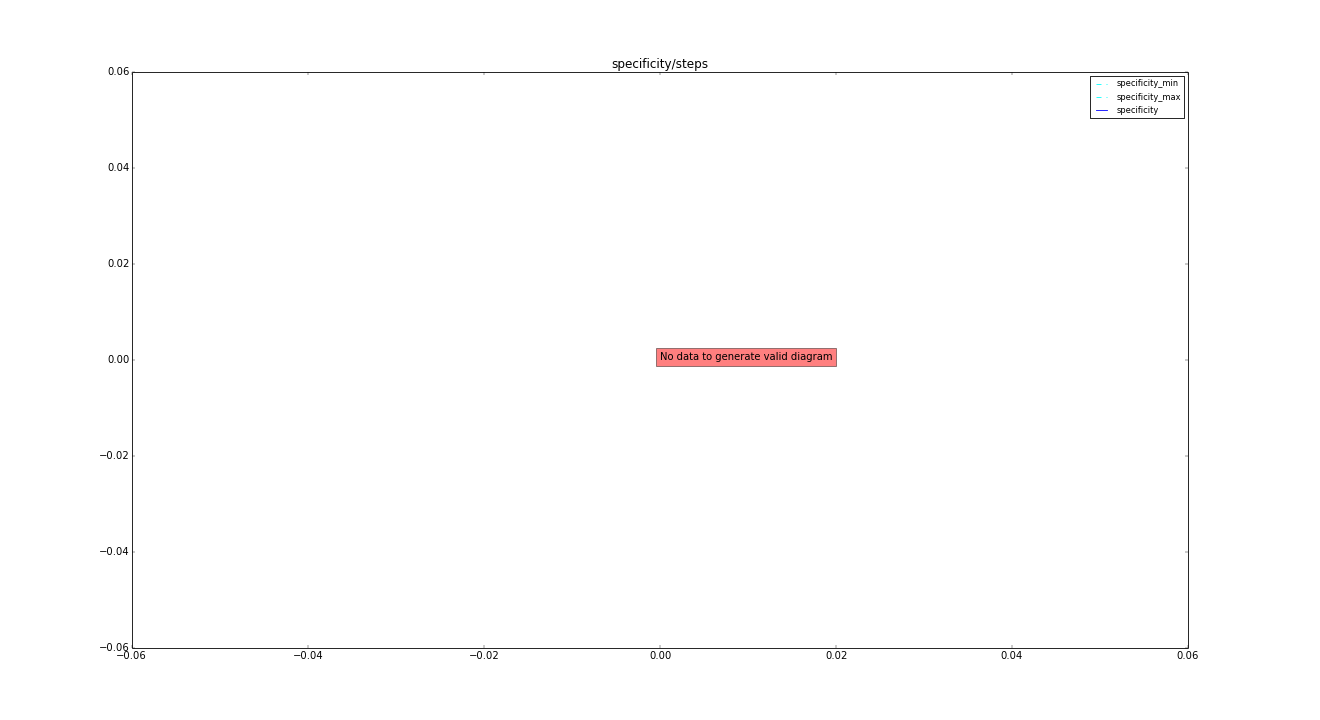 specificity/steps
0.06
0.04
0.02
0.00
−0.02
−0.04
−0.06
specificity_min
specificity_max
specificity
No data to generate valid diagram
−0.06
−0.04
−0.02
0.00
0.02
0.04
0.06